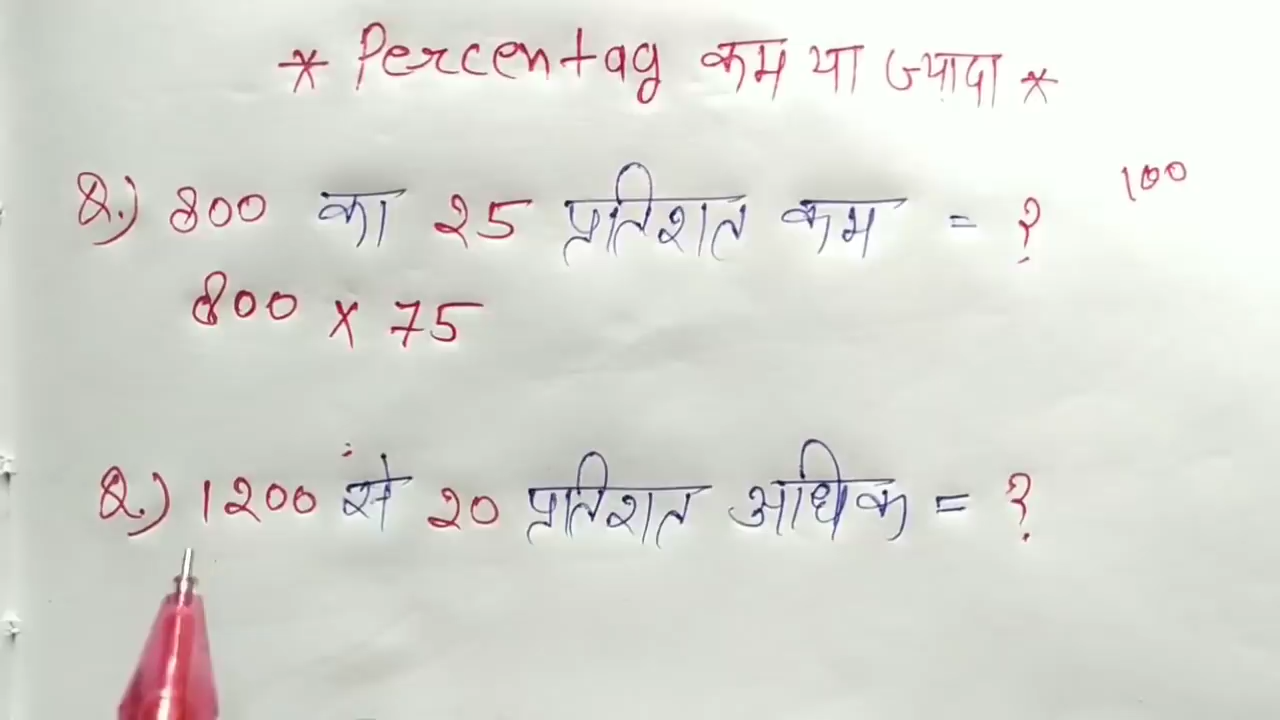 * Percentag कम या ज्यादा *
100
Q.) 800 का 25 प्रतिशत कम = ?
800 x 75
Q.) 1200 से 20 प्रतिशत अधिक = ?